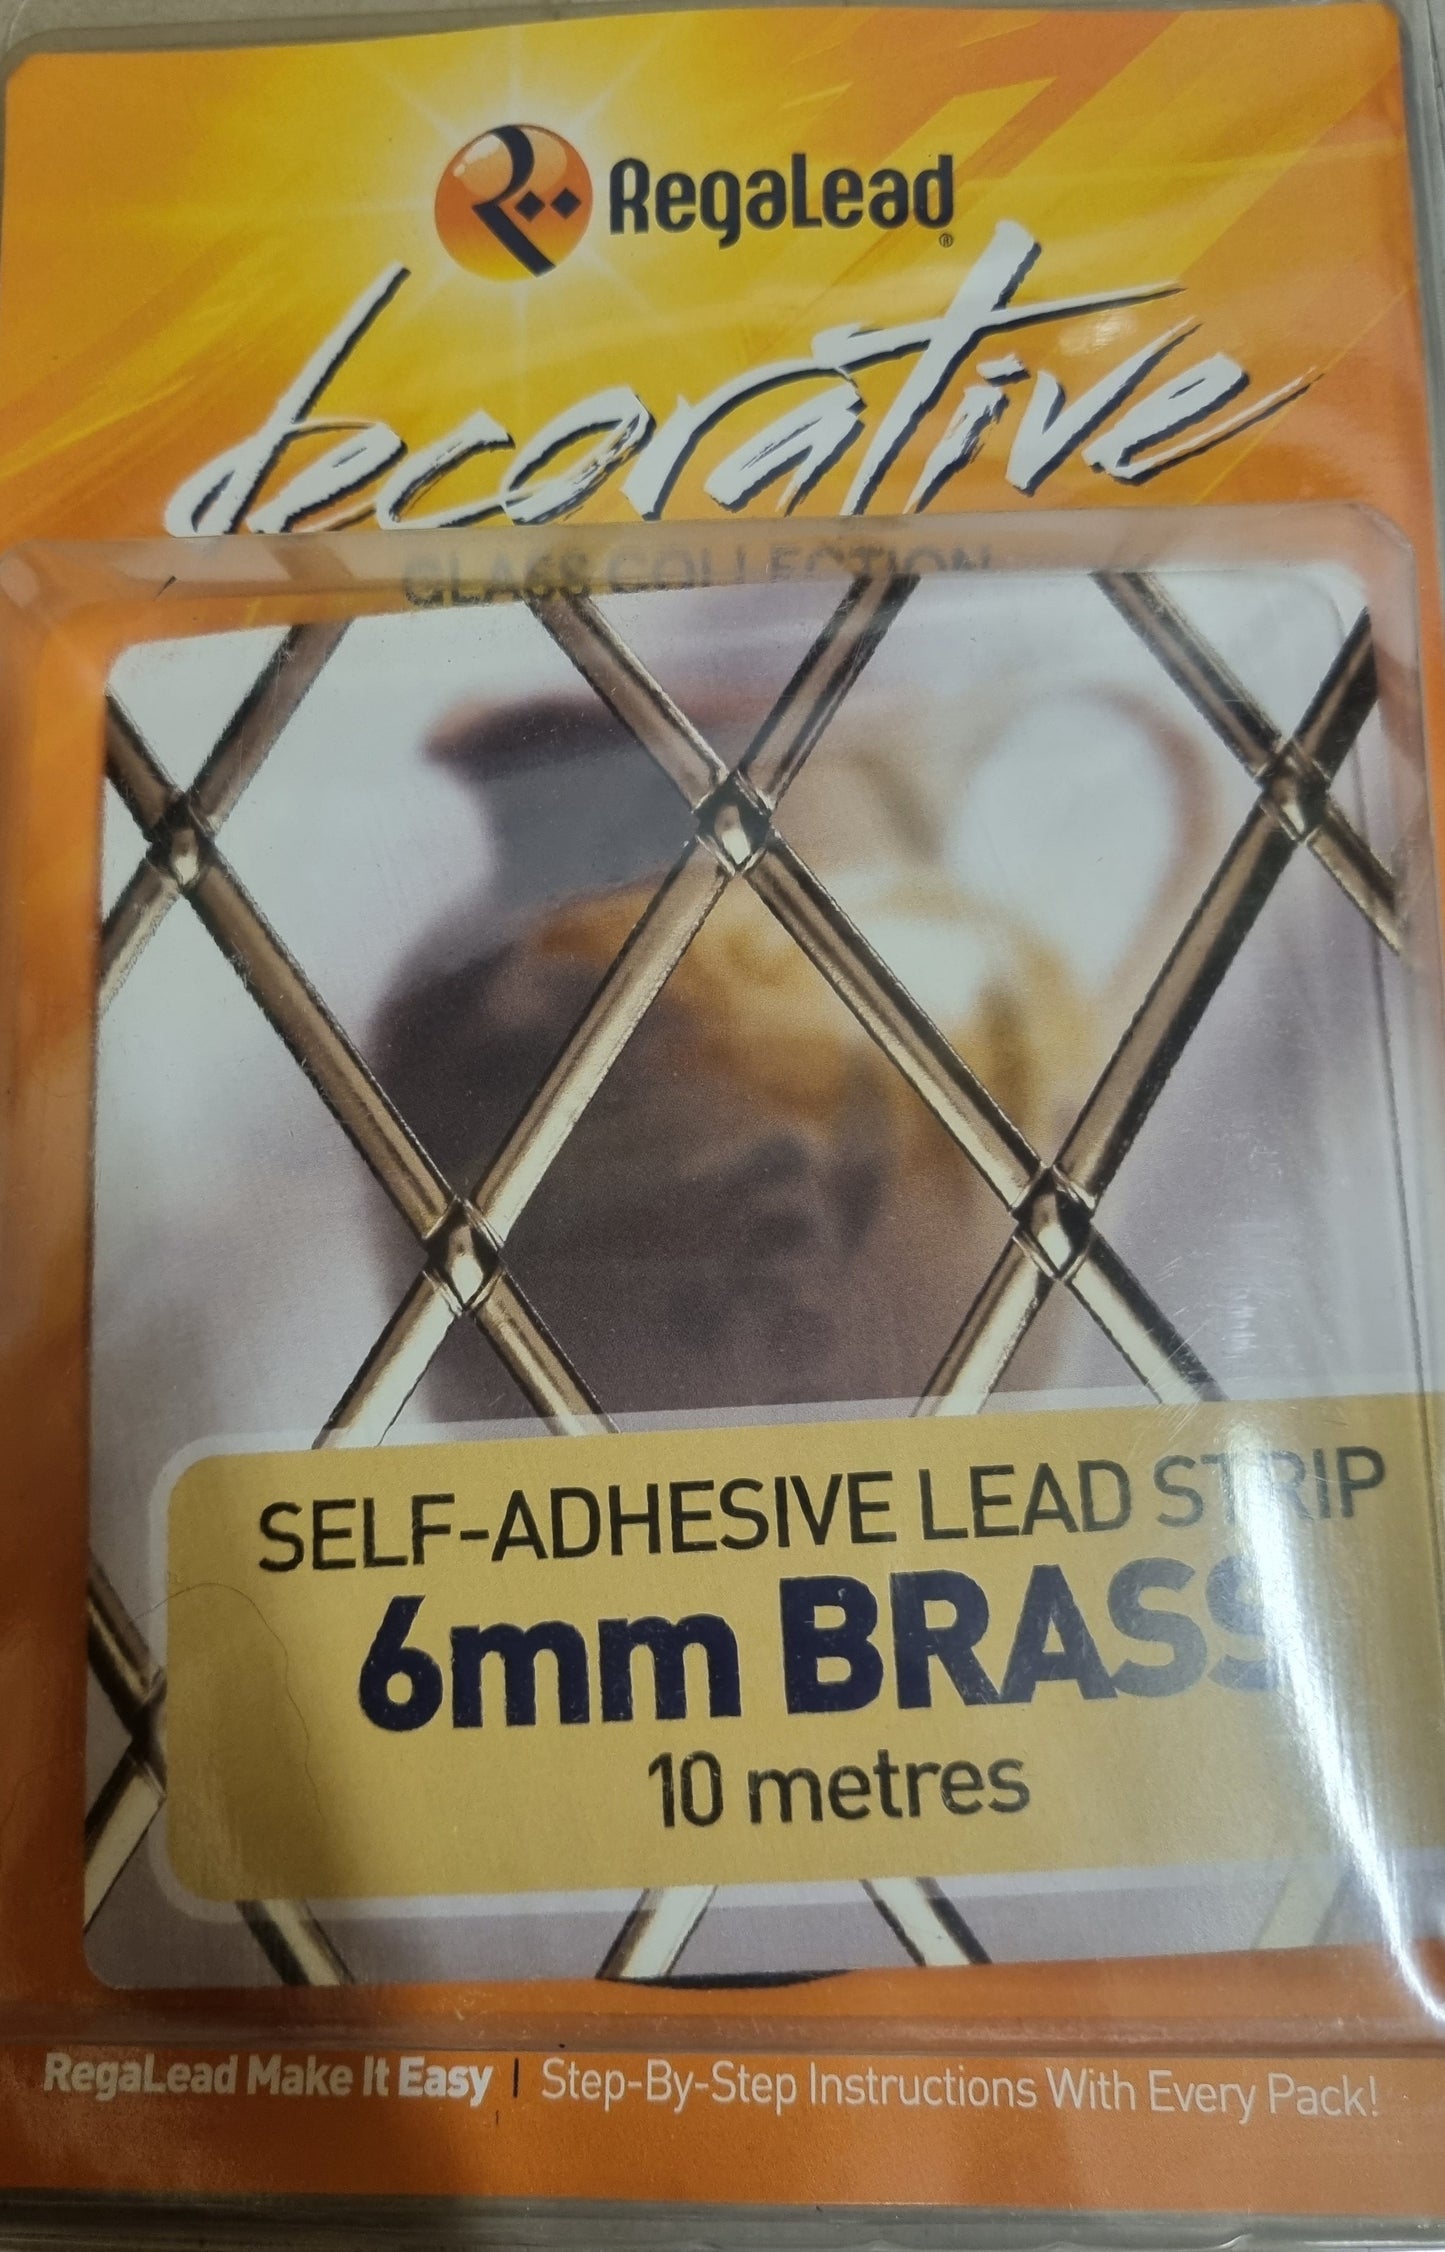 RegaLead®
decorative
GLASS COLLECTION
SELF-ADHESIVE LEAD STRIP
6mm BRASS
10 metres
RegaLead Make It Easy | Step-By-Step Instructions With Every Pack!